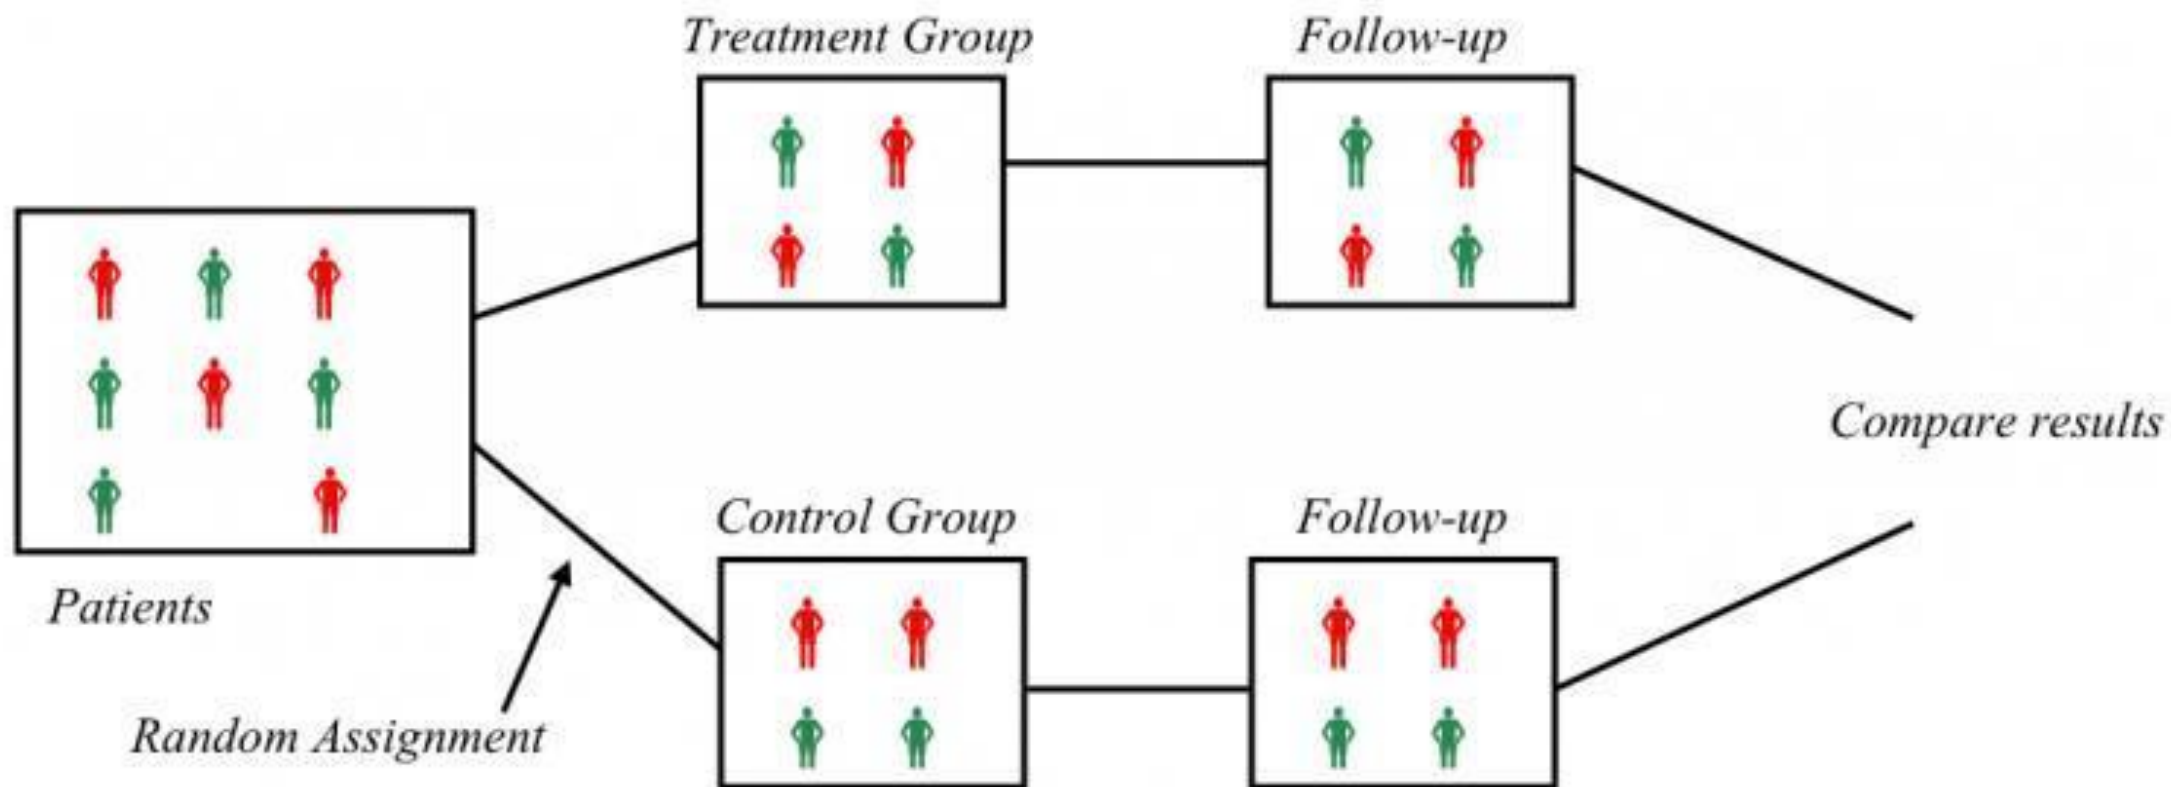 Treatment Group
Follow-up
Patients
Random Assignment
Control Group
Follow-up
Compare results